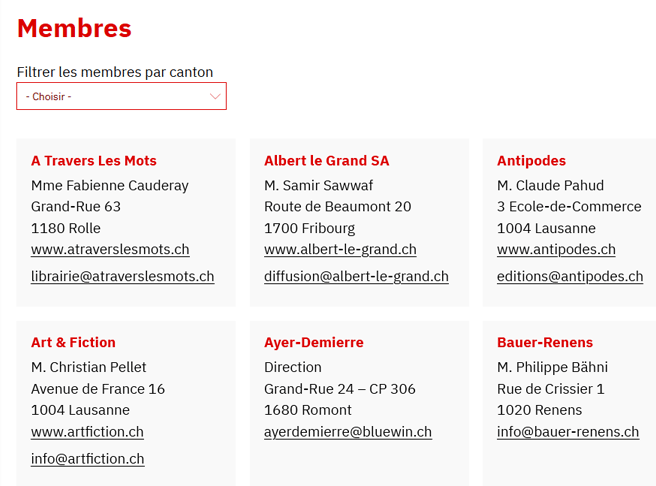 Membres
Filtrer les membres par canton
- Choisir -
A Travers Les Mots
Mme Fabienne Cauderay
Grand-Rue 63
1180 Rolle
www.atraverslesmots.ch
librairie@atraverslesmots.ch
Albert le Grand SA
M. Samir Sawwaf
Route de Beaumont 20
1700 Fribourg
www.albert-le-grand.ch
diffusion@albert-le-grand.ch
Antipodes
M. Claude Pahud
3 Ecole-de-Commerce
1004 Lausanne
www.antipodes.ch
editions@antipodes.ch
Art & Fiction
M. Christian Pellet
Avenue de France 16
1004 Lausanne
www.artfiction.ch
info@artfiction.ch
Ayer-Demierre
Direction
Grand-Rue 24 – CP 306
1680 Romont
ayerdemierre@bluewin.ch
Bauer-Renens
M. Philippe Bähni
Rue de Crissier 1
1020 Renens
info@bauer-renens.ch